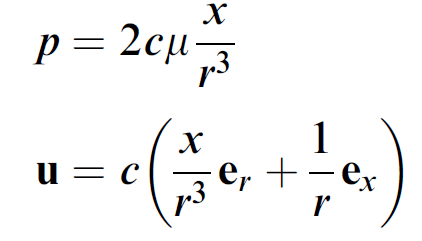 p = 2cμ x/r³
u = c(x/r³ e_r + 1/r e_x)